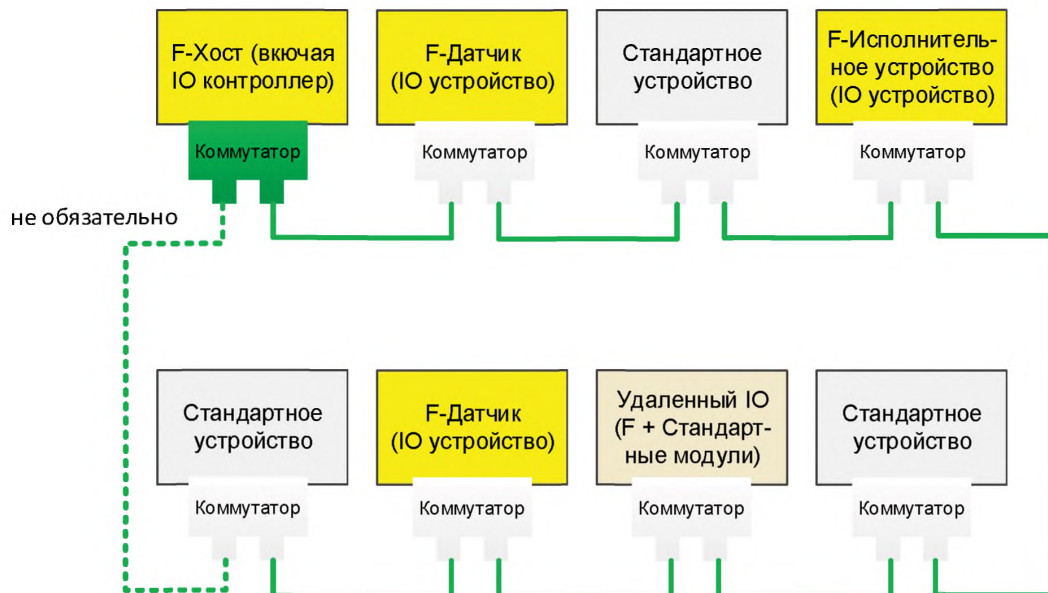 F-Хост (вкючая
IO контроллер)
F-Датчик
(IO устройство)
Стандартное
устройство
F-Исполнитель-
ное устройство
(IO устройство)
Коммутатор
Коммутатор
Коммутатор
Коммутатор
не обязательно
Стандартное
устройство
F-Датчик
(IO устройство)
Удаленный IO
(F + Стандарт-
ные модули)
Стандартное
устройство
Коммутатор
Коммутатор
Коммутатор
Коммутатор